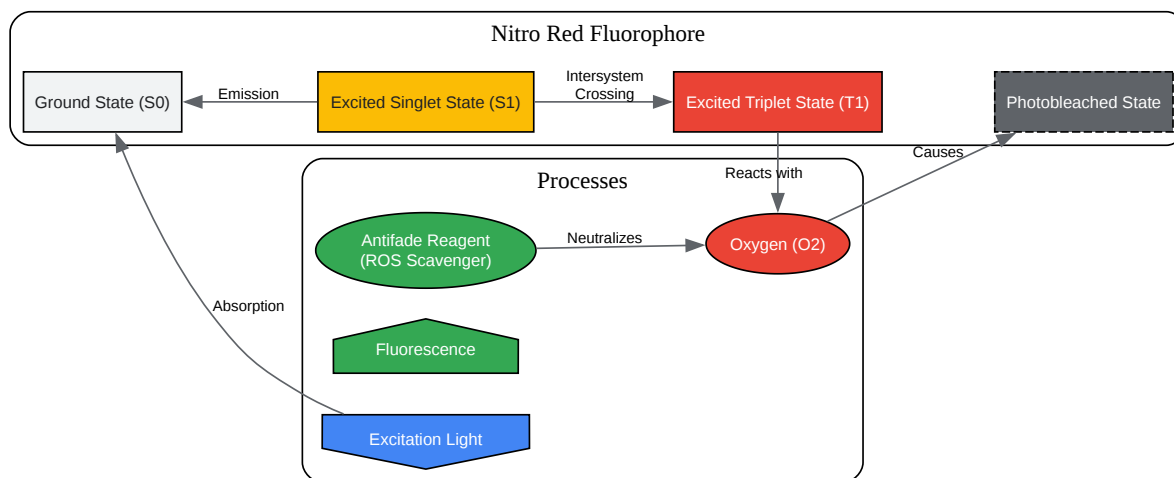 Nitro Red Fluorophore
Ground State (S0)
Emission
Excited Singlet State (S1)
Intersystem
Crossing
Excited Triplet State (T1)
Photobleached State
Causes
Reacts with
Processes
Antifade Reagent
(ROS Scavenger)
Neutralizes
Oxygen (O2)
Absorption
Fluorescence
Excitation Light